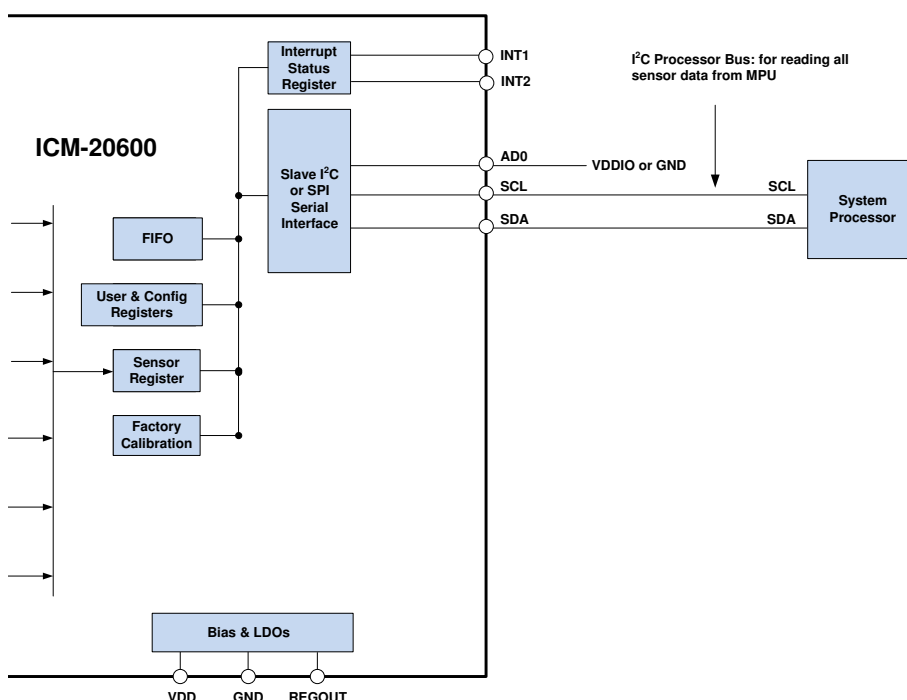 Interrupt
Status
Register
INT1
INT2
I²C Processor Bus: for reading all
sensor data from MPU
ICM-20600
Slave I²C
or SPI
Serial
Interface
AD0
VDDIO or GND
SCL
SCL
SDA
SDA
System
Processor
FIFO
User & Config
Registers
Sensor
Register
Factory
Calibration
Bias & LDOs
VDD
GND
REGOUT